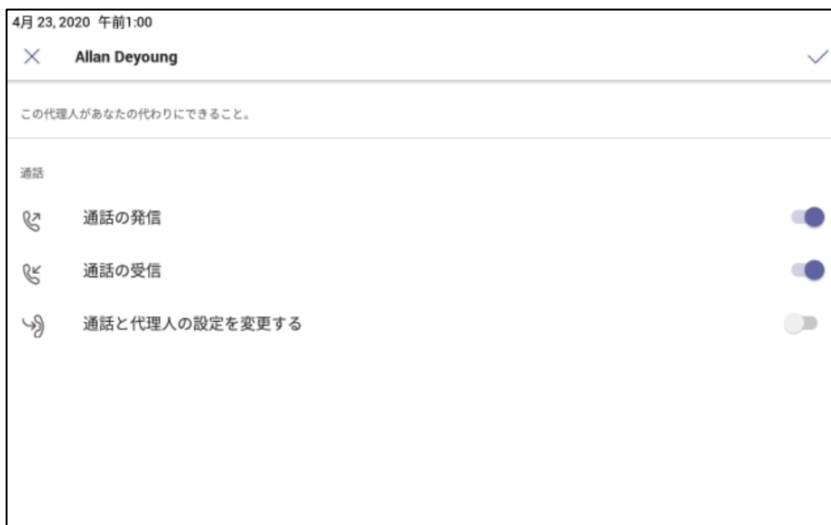 4月 23, 2020 午前1:00
Allan Deyoung
この代理人があなたの代わりにできること。
通話
通話の発信
通話の受信
通話と代理人の設定を変更する